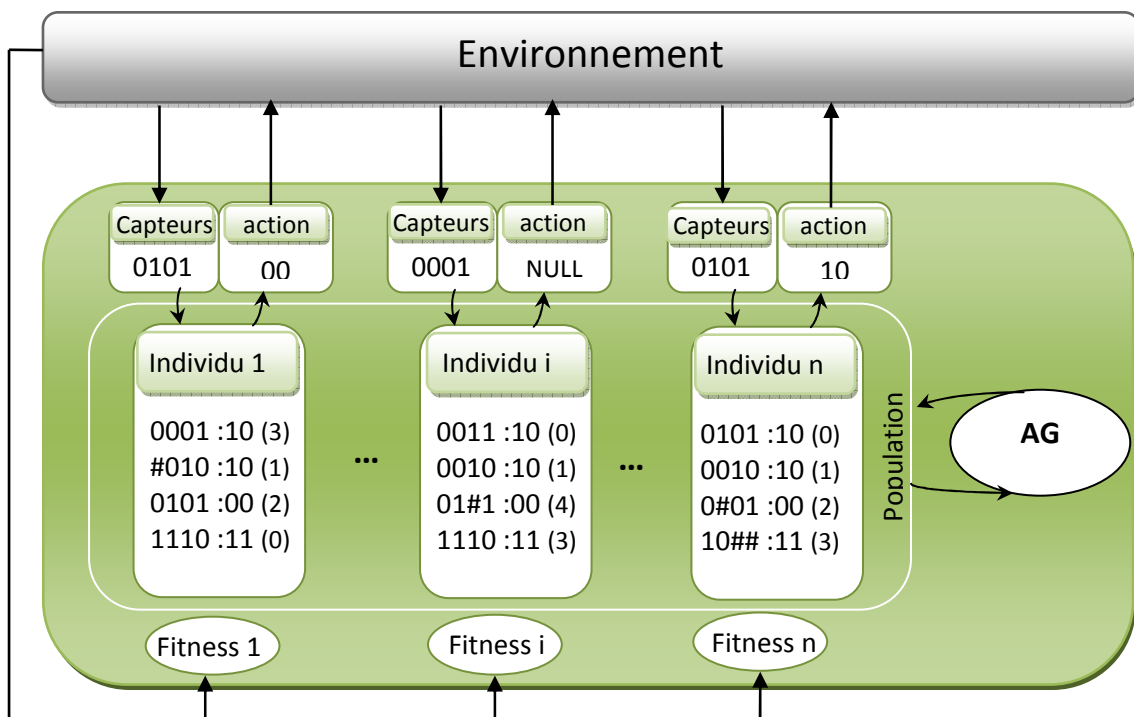 Environnement
Capteurs
0101
action
00
Capteurs
0001
action
NULL
Capteurs
0101
action
10
Individu 1
0001 :10 (3)
#010 :10 (1)
0101 :00 (2)
1110 :11 (0)
...
Individu i
0011 :10 (0)
0010 :10 (1)
01#1 :00 (4)
1110 :11 (3)
...
Individu n
0101 :10 (0)
0010 :10 (1)
0#01 :00 (2)
10## :11 (3)
Population
AG
Fitness 1
Fitness i
Fitness n